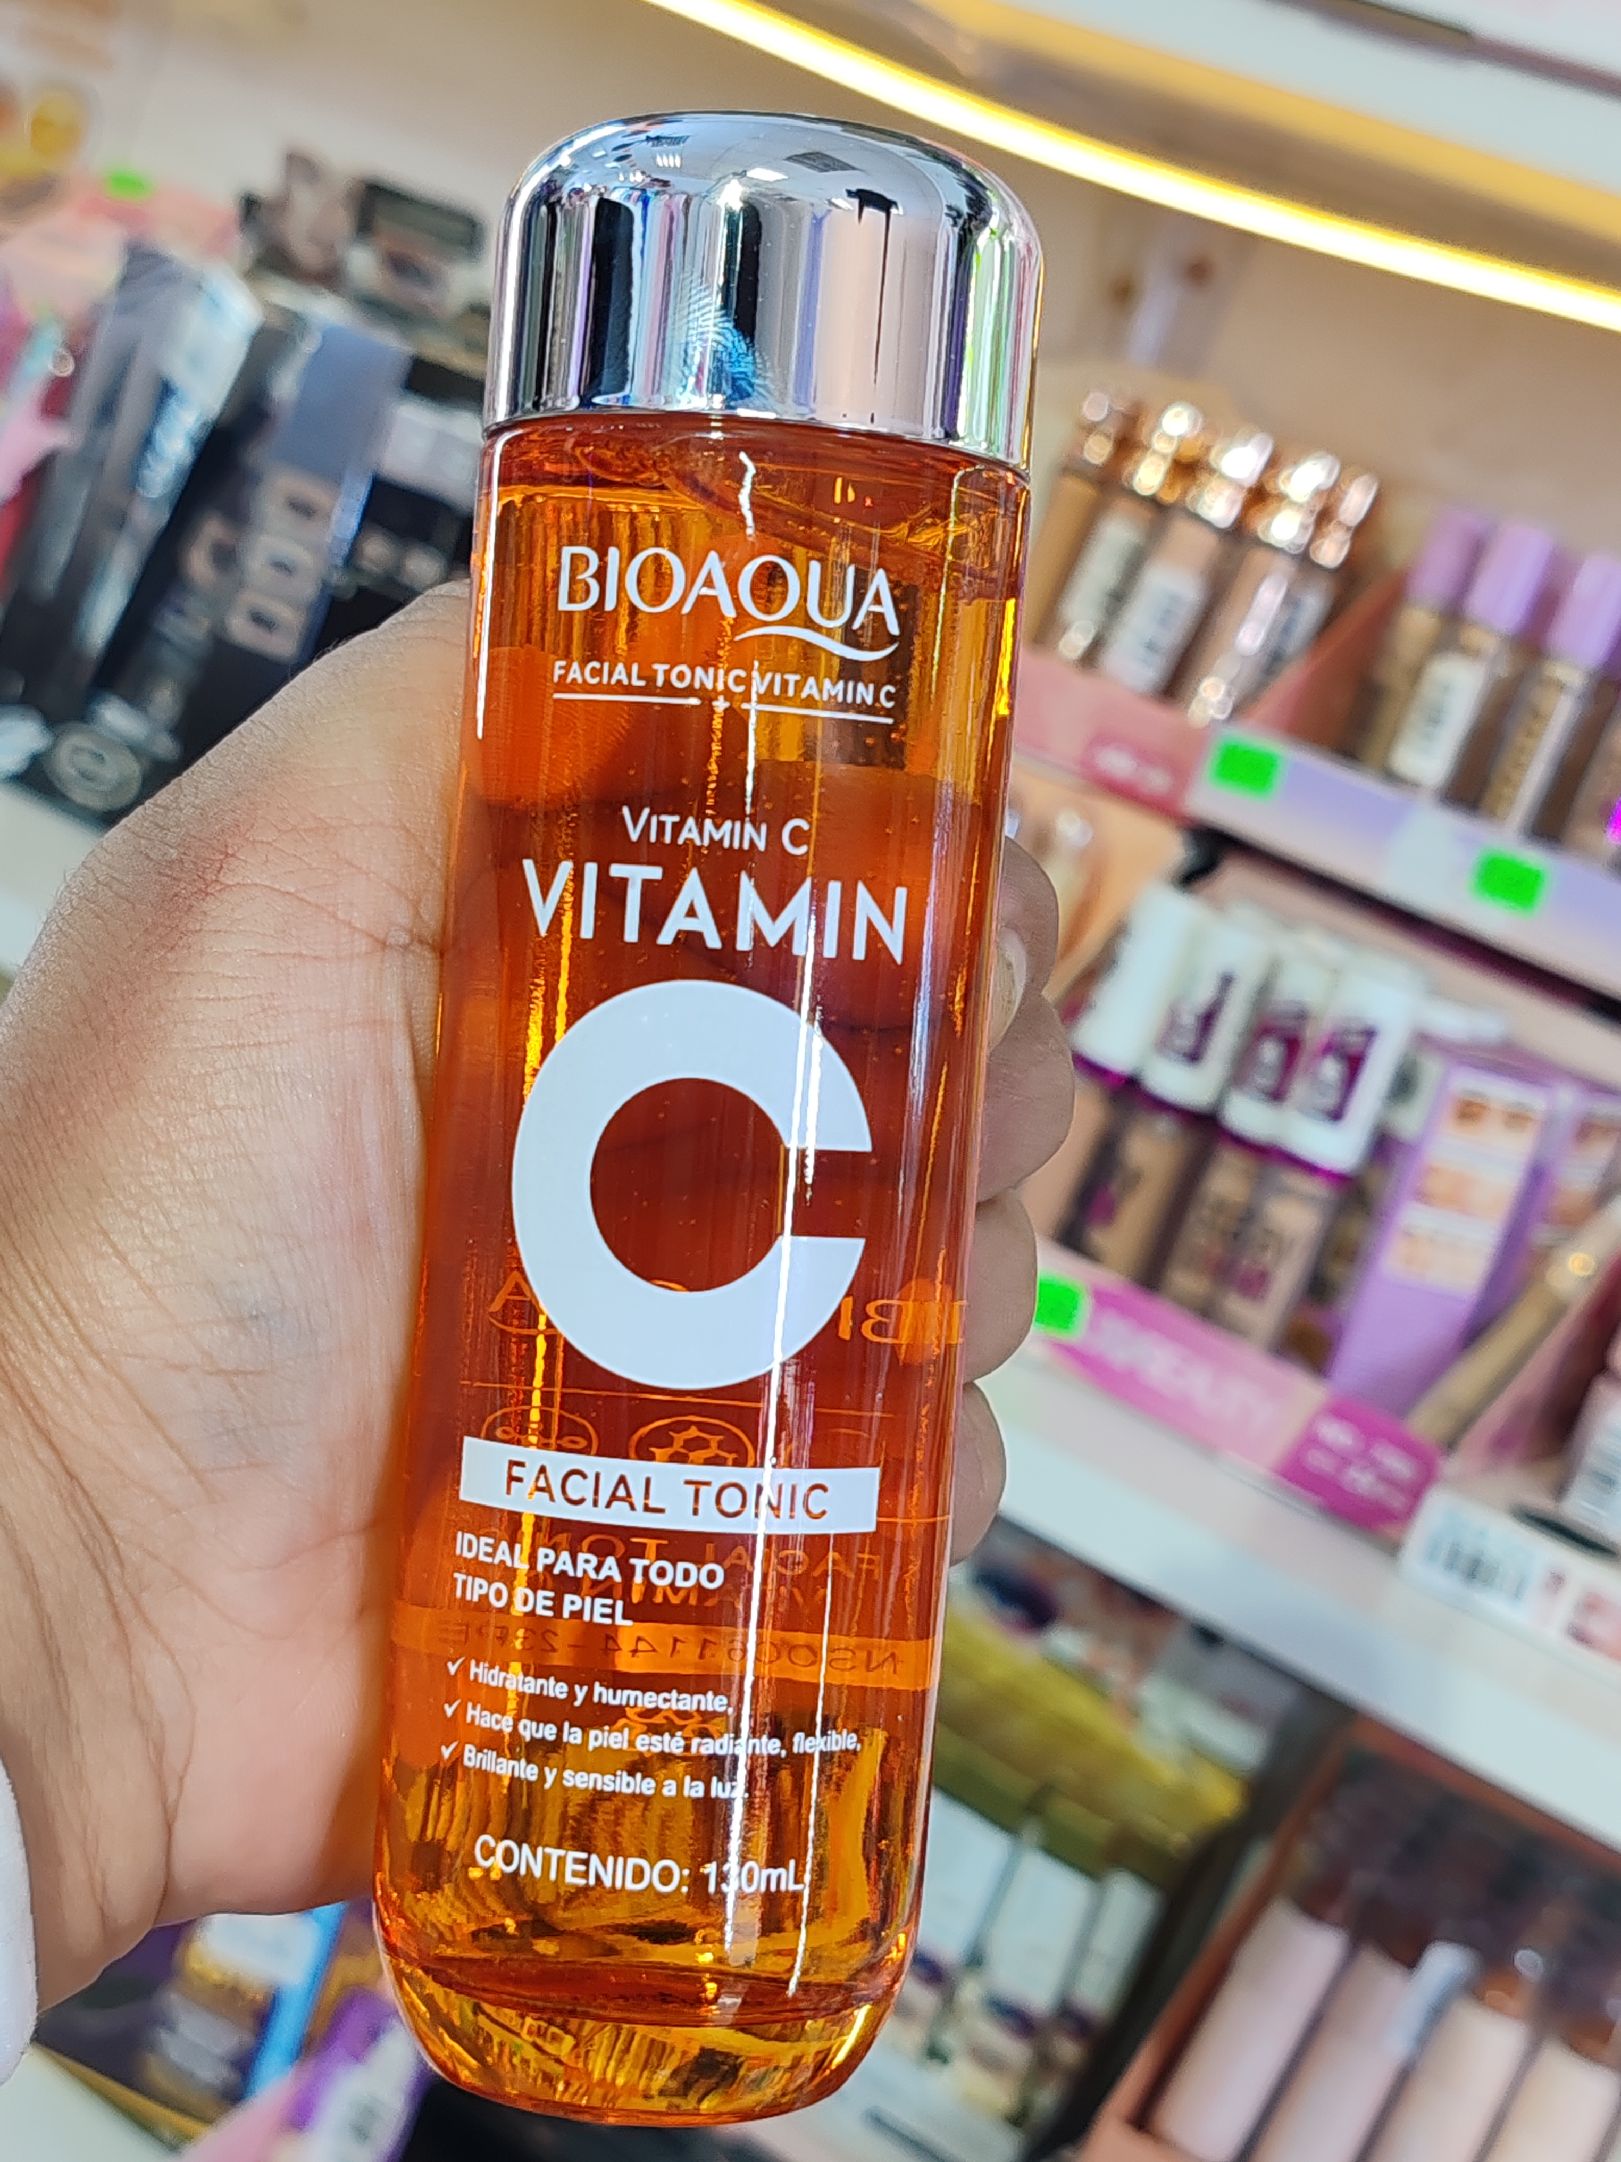 BIOAQUA
FACIAL TONIC VITAMIN C
VITAMIN C
VITAMIN
C
FACIAL TONIC
IDEAL PARA TODO
TIPO DE PIEL
✓ Hidratante y humectante,
✓ Hace que la piel esté radiante, flexible,
✓ Brillante y sensible a la luz.
CONTENIDO: 130mL